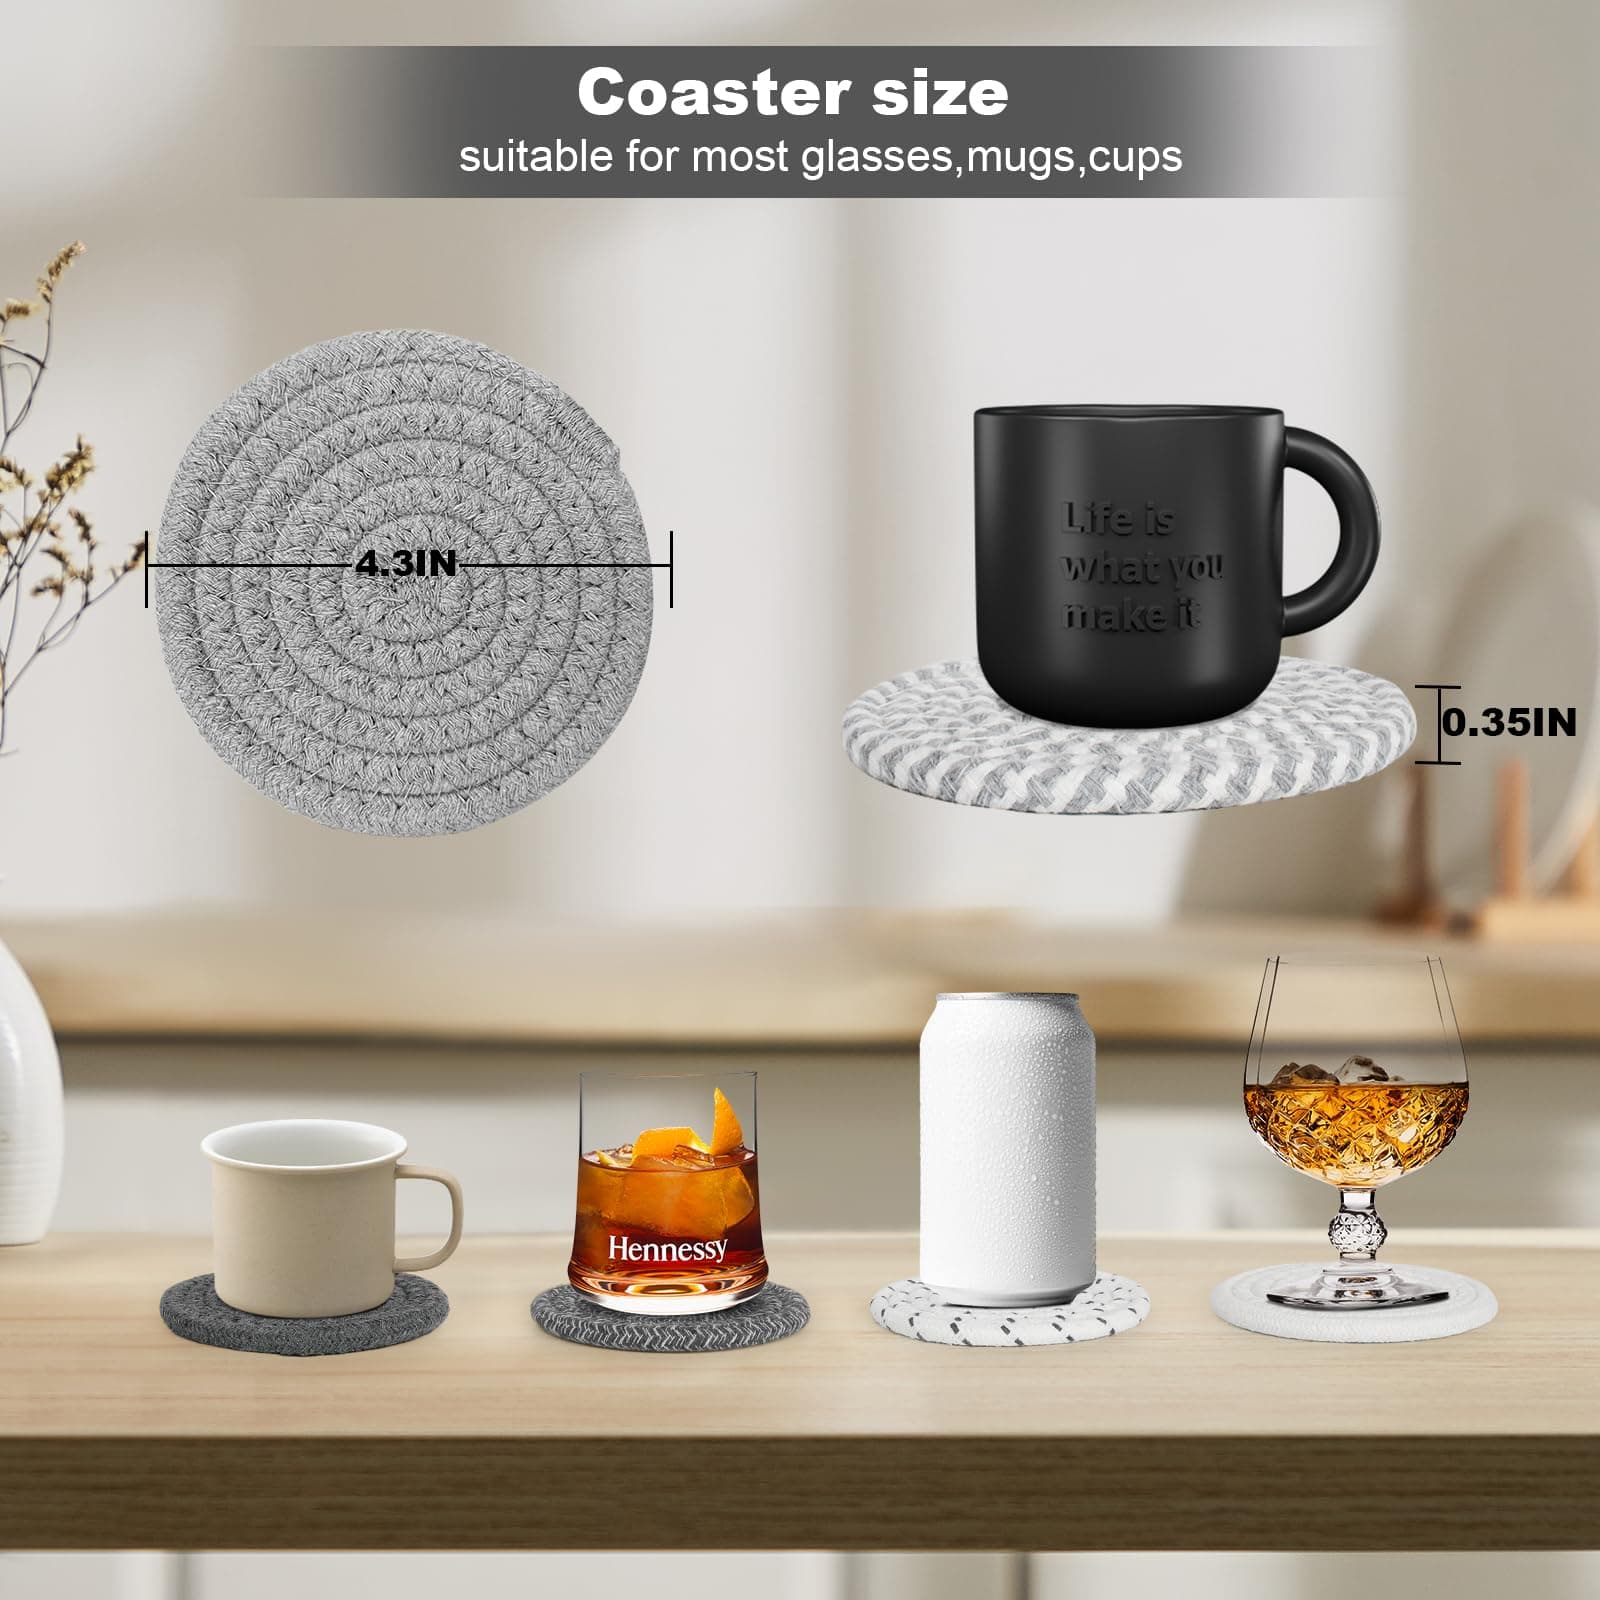 Coaster size
suitable for most glasses,mugs,cups
4.3IN
Life is
what you
make it
0.35IN
Hennessy